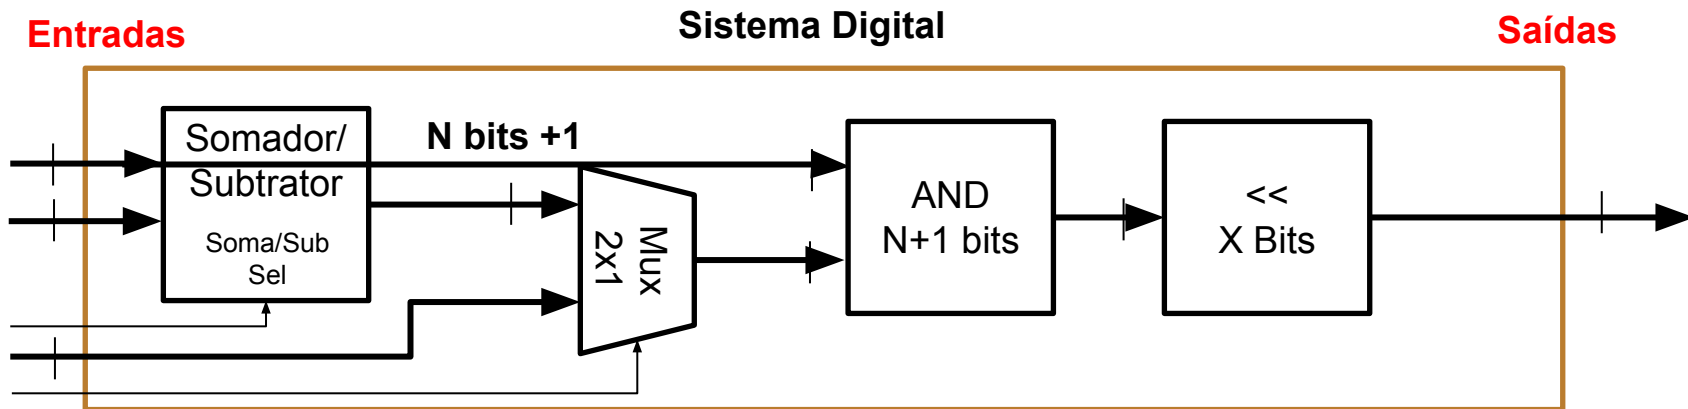 Sistema Digital
Entradas
Saídas
Somador/
Subtrator
Soma/Sub
Sel
N bits +1
Mux
2x1
AND
N+1 bits
<<
X Bits